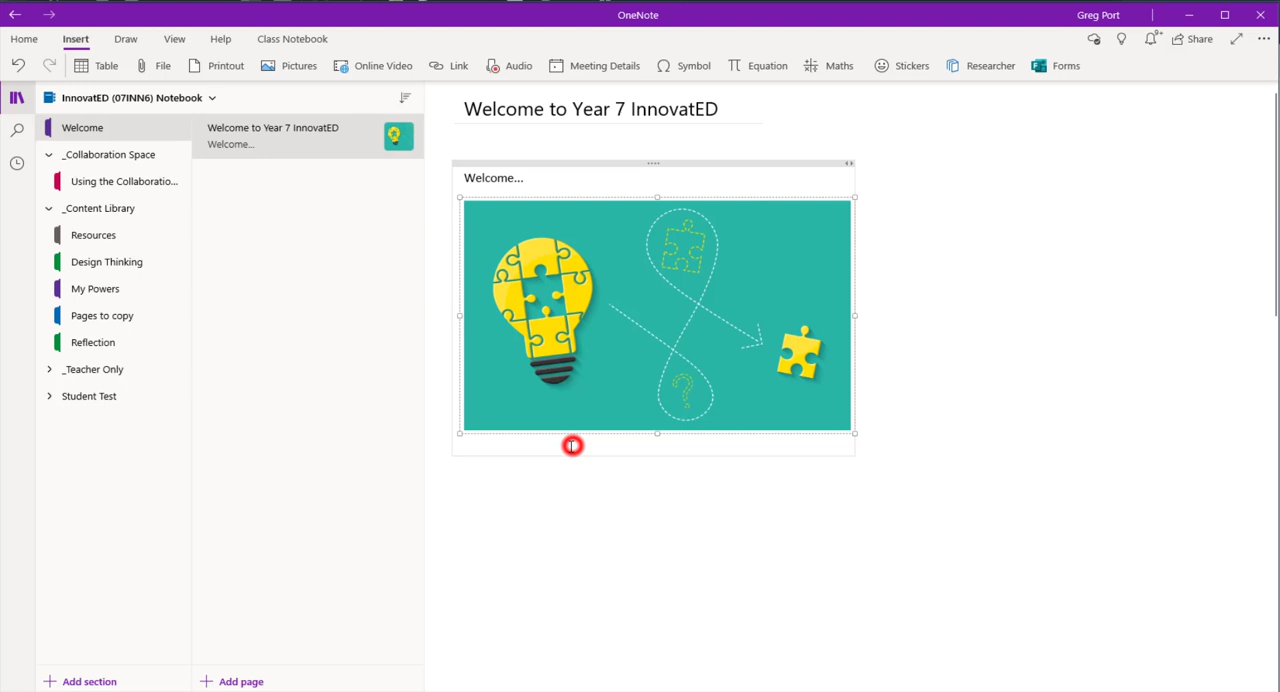 OneNote
Greg Port
Home Insert Draw View Help Class Notebook
9+ Share
Table File Printout Pictures Online Video Link Audio Meeting Details Symbol Equation Maths Stickers Researcher Forms
InnovatED (07INN6) Notebook
Welcome
_Collaboration Space
Using the Collaboratio...
_Content Library
Resources
Design Thinking
My Powers
Pages to copy
Reflection
_Teacher Only
Student Test
Add section
Welcome to Year 7 InnovatED
Welcome...
Add page
Welcome to Year 7 InnovatED
Welcome...
?